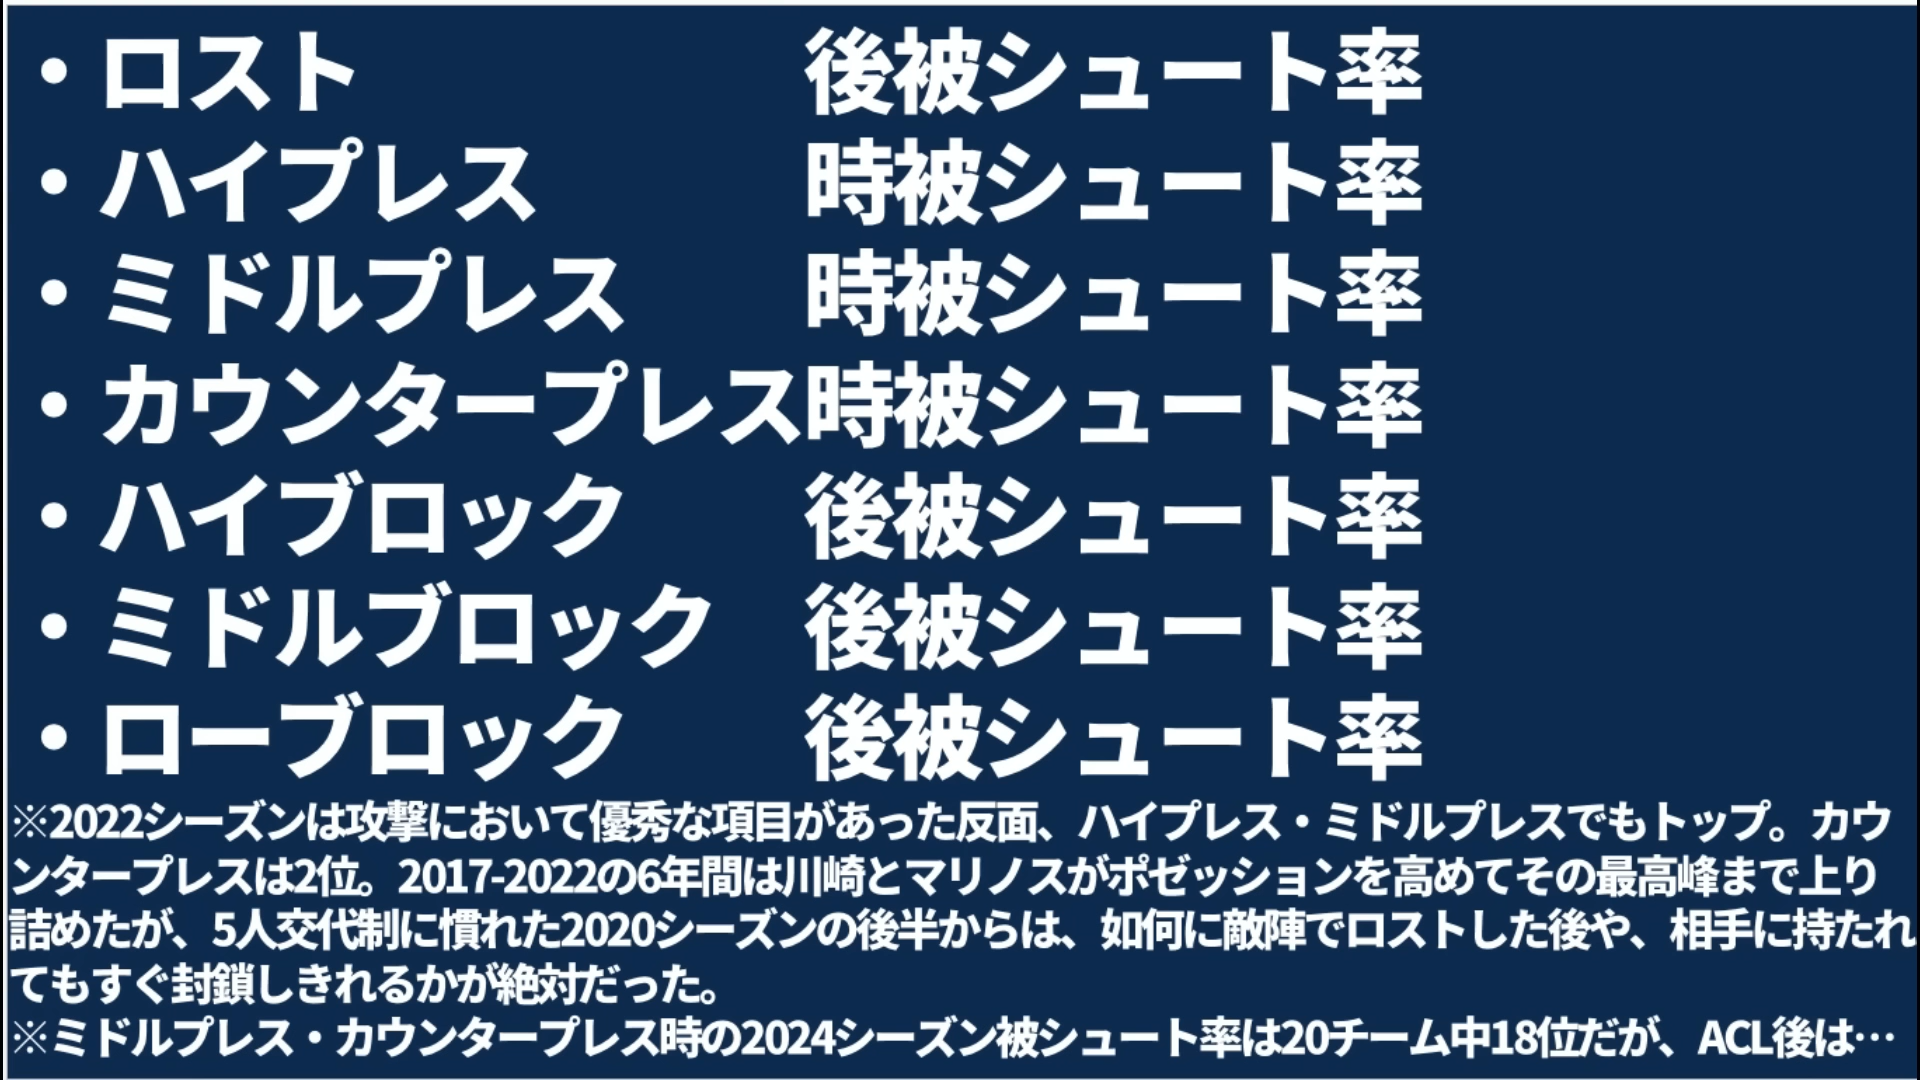 ・ロスト　　　　　後被シュート率
・ハイプレス　　　時被シュート率
・ミドルプレス　　時被シュート率
・カウンタープレス時被シュート率
・ハイブロック　　後被シュート率
・ミドルブロック　後被シュート率
・ローブロック　　後被シュート率
※2022シーズンは攻撃において優秀な項目があった反面、ハイプレス・ミドルプレスでもトップ。カウ
ンタープレスは2位。2017-2022の6年間は川崎とマリノスがポゼッションを高めてその最高峰まで上り
詰めたが、5人交代制に慣れた2020シーズンの後半からは、如何に敵陣でロストした後や、相手に持たれ
てもすぐ封鎖しきれるかが絶対だった。
※ミドルプレス・カウンタープレス時の2024シーズン被シュート率は20チーム中18位だが、ACL後は…